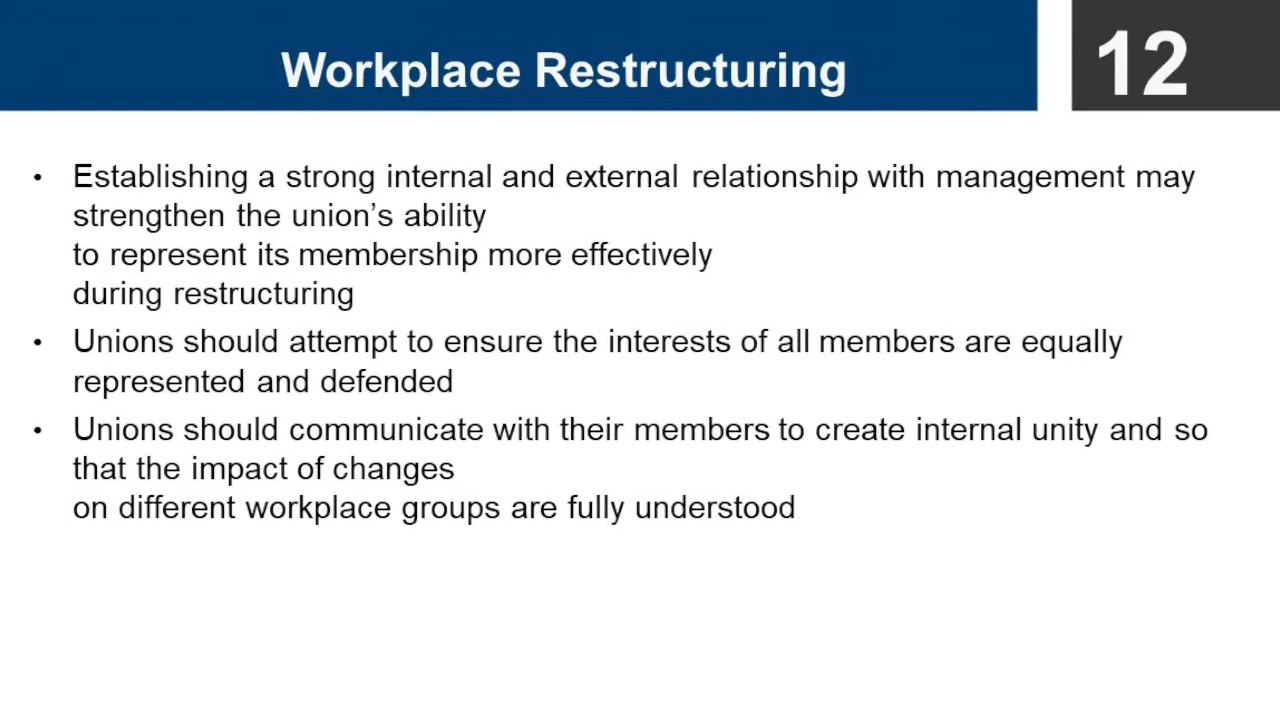 Workplace Restructuring
12
• Establishing a strong internal and external relationship with management may
strengthen the union’s ability
to represent its membership more effectively
during restructuring
• Unions should attempt to ensure the interests of all members are equally
represented and defended
• Unions should communicate with their members to create internal unity and so
that the impact of changes
on different workplace groups are fully understood